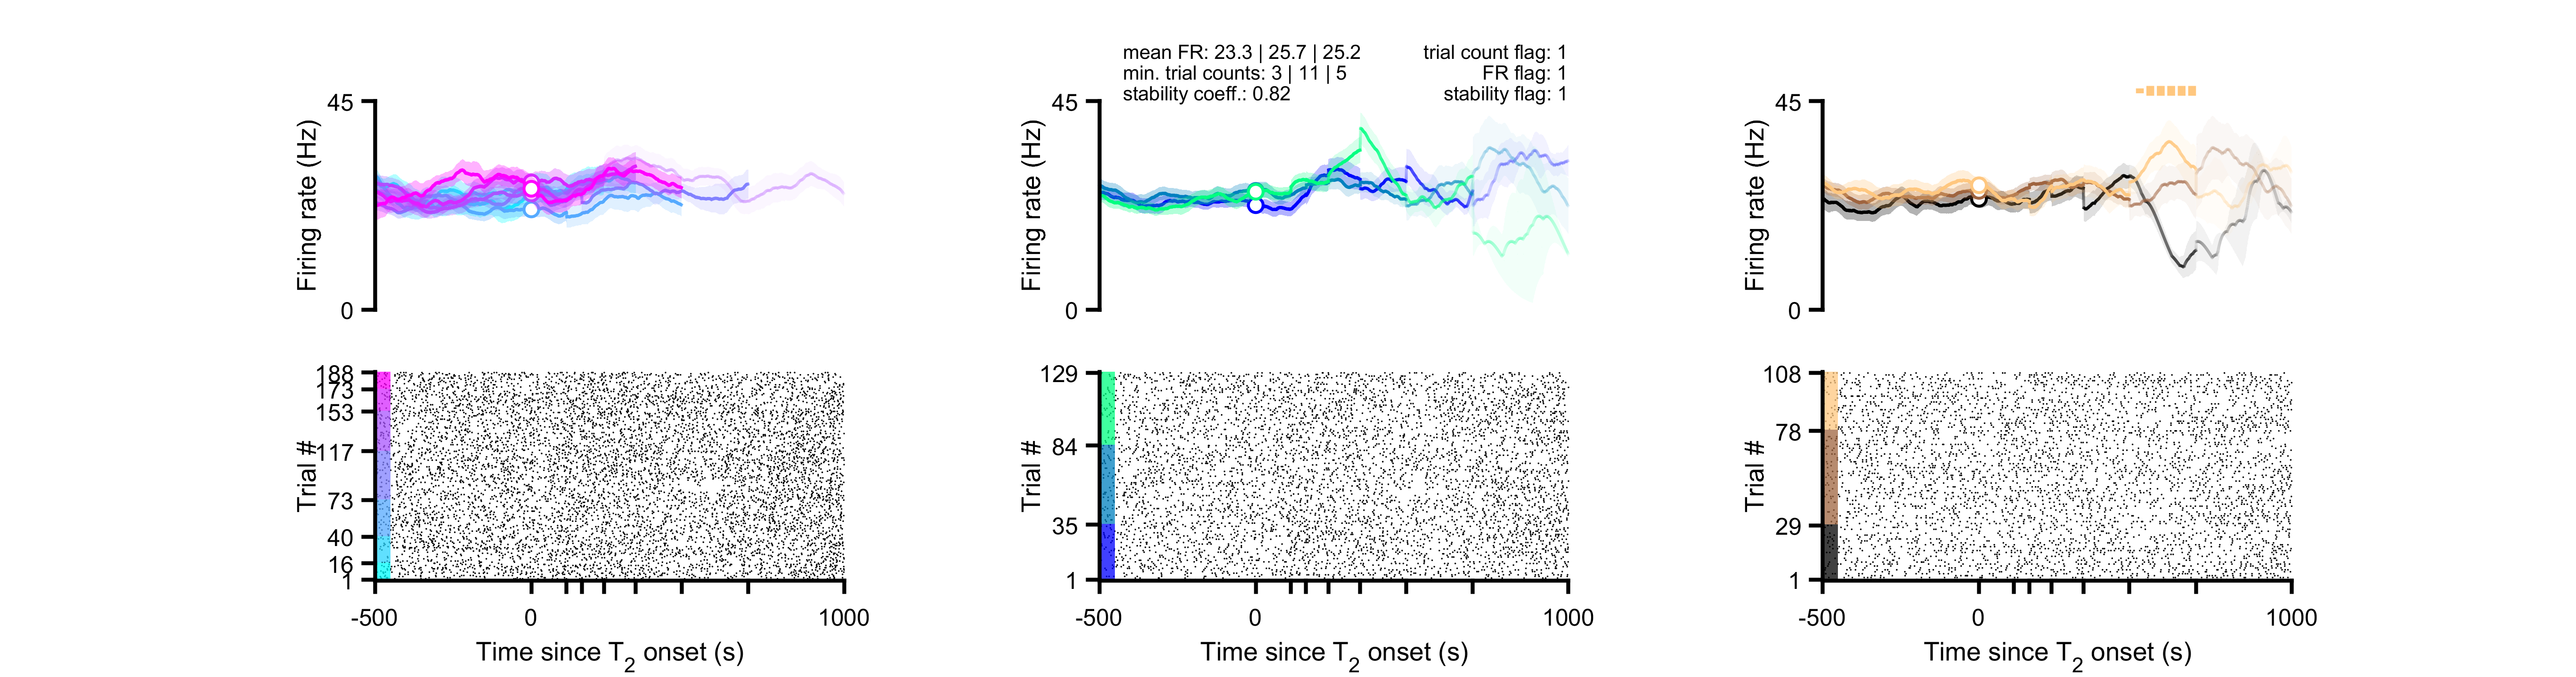 mean FR: 23.3 | 25.7 | 25.2
trial count flag: 1
min. trial counts: 3 | 11 | 5
FR flag: 1
stability coeff.: 0.82
stability flag: 1
45
Firing rate (Hz)
0
45
Firing rate (Hz)
0
45
Firing rate (Hz)
0
188
173
153
117
73
40
16
1
Trial #
-500
0
1000
Time since T2 onset (s)
129
84
35
1
Trial #
-500
0
1000
Time since T2 onset (s)
108
78
29
1
Trial #
-500
0
1000
Time since T2 onset (s)